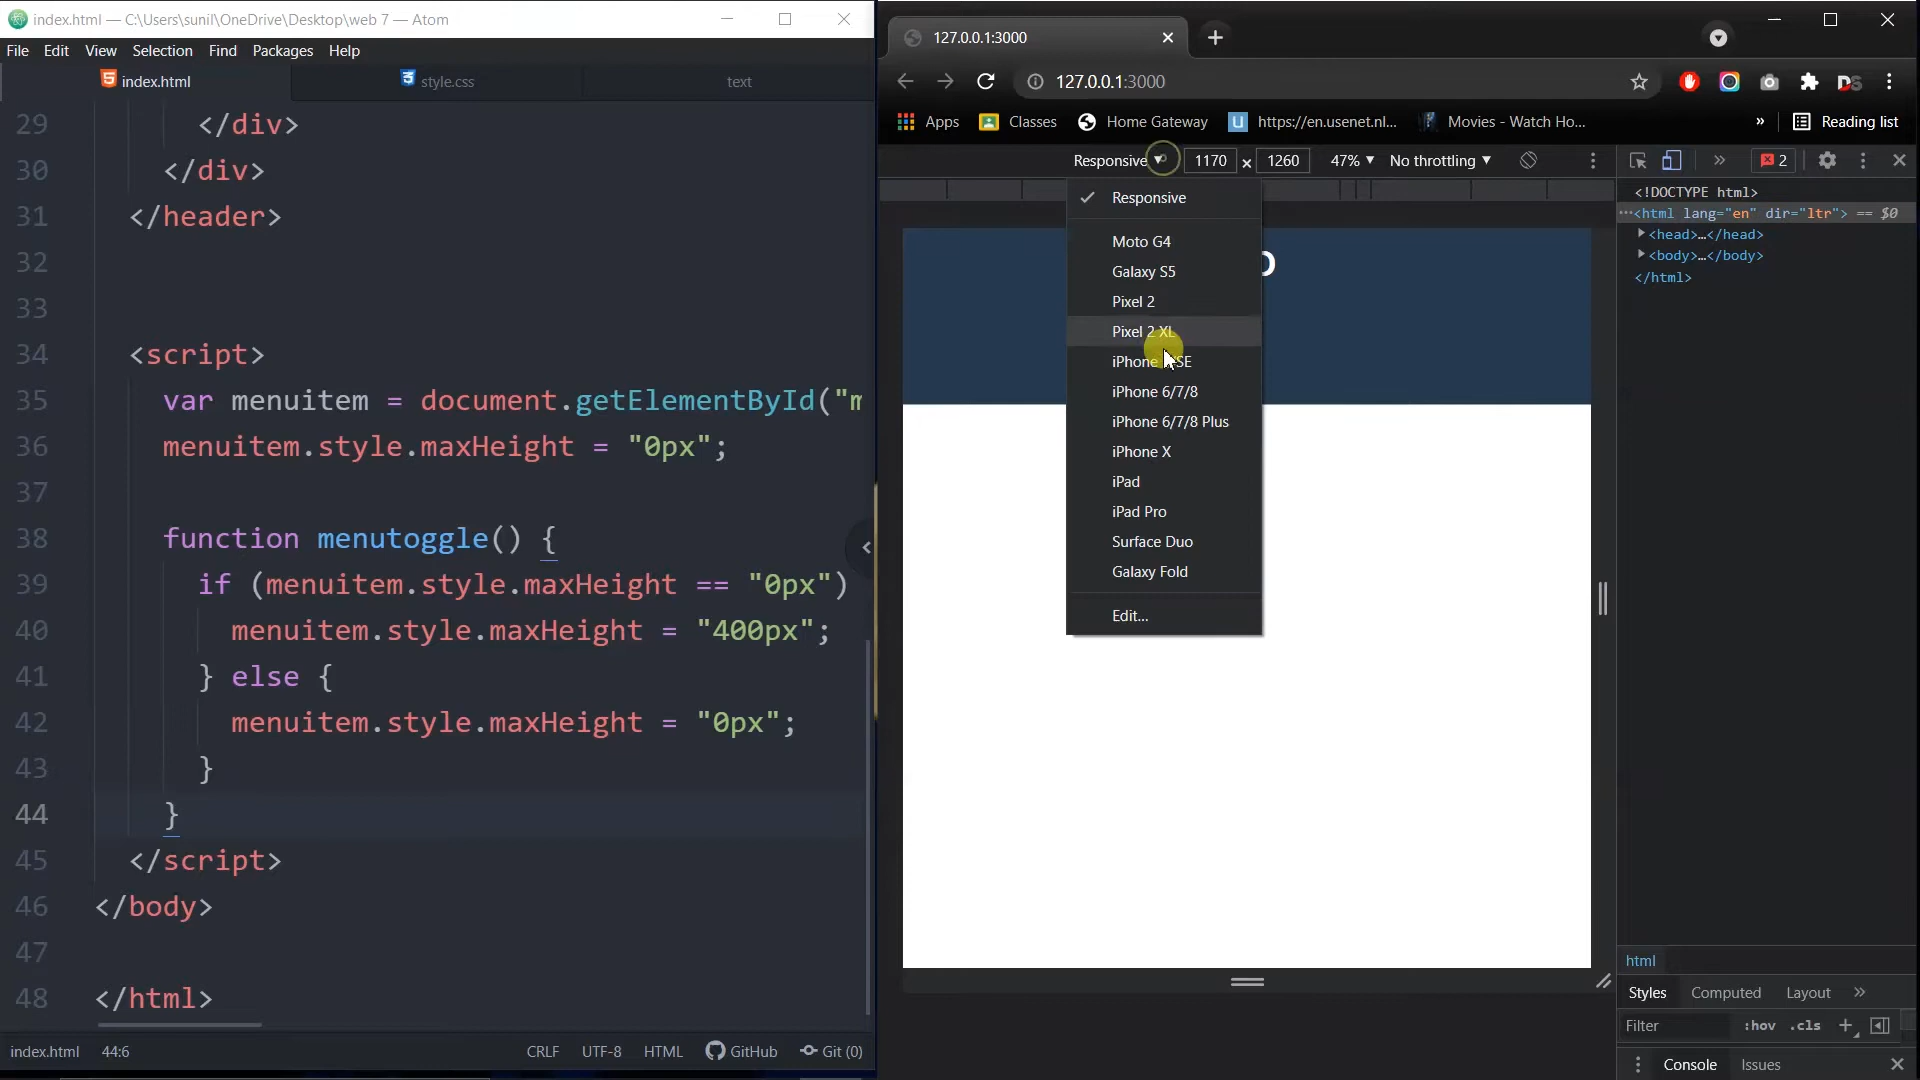 index.html — C:\Users\sunil\OneDrive\Desktop\web 7 — Atom
File Edit View Selection Find Packages Help
index.html
style.css
text
29 </div>
30 </div>
31 </header>
32
33
34 <script>
35 var menuitem = document.getElementById("m
36 menuitem.style.maxHeight = "0px";
37
38 function menutoggle() {
39 if (menuitem.style.maxHeight == "0px")
40 menuitem.style.maxHeight = "400px";
41 } else {
42 menuitem.style.maxHeight = "0px";
43 }
44 }
45 </script>
46 </body>
47
48 </html>
index.html 44:6 CRLF UTF-8 HTML GitHub Git (0)
127.0.0.1:3000
127.0.0.1:3000
Apps Classes Home Gateway https://en.usenet.nl... Movies - Watch Ho... » Reading list
Responsive 1170 × 1260 47% No throttling
Responsive
Moto G4
Galaxy S5
Pixel 2
Pixel 2 XL
iPhone SE
iPhone 6/7/8
iPhone 6/7/8 Plus
iPhone X
iPad
iPad Pro
Surface Duo
Galaxy Fold
Edit...
» 2
<!DOCTYPE html>
…<html lang="en" dir="ltr"> == $0
<head>…</head>
<body>…</body>
</html>
html
Styles Computed Layout »
Filter :hov .cls +
Console Issues